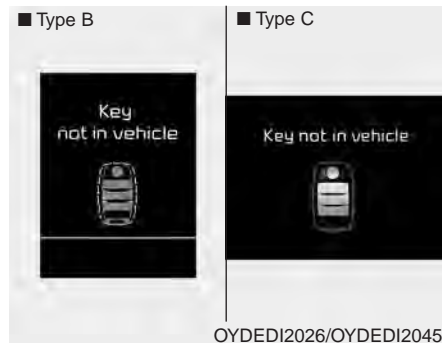 ■ Type B
■ Type C
Key
not in vehicle
Key not in vehicle
OYDEDI2026/OYDEDI2045